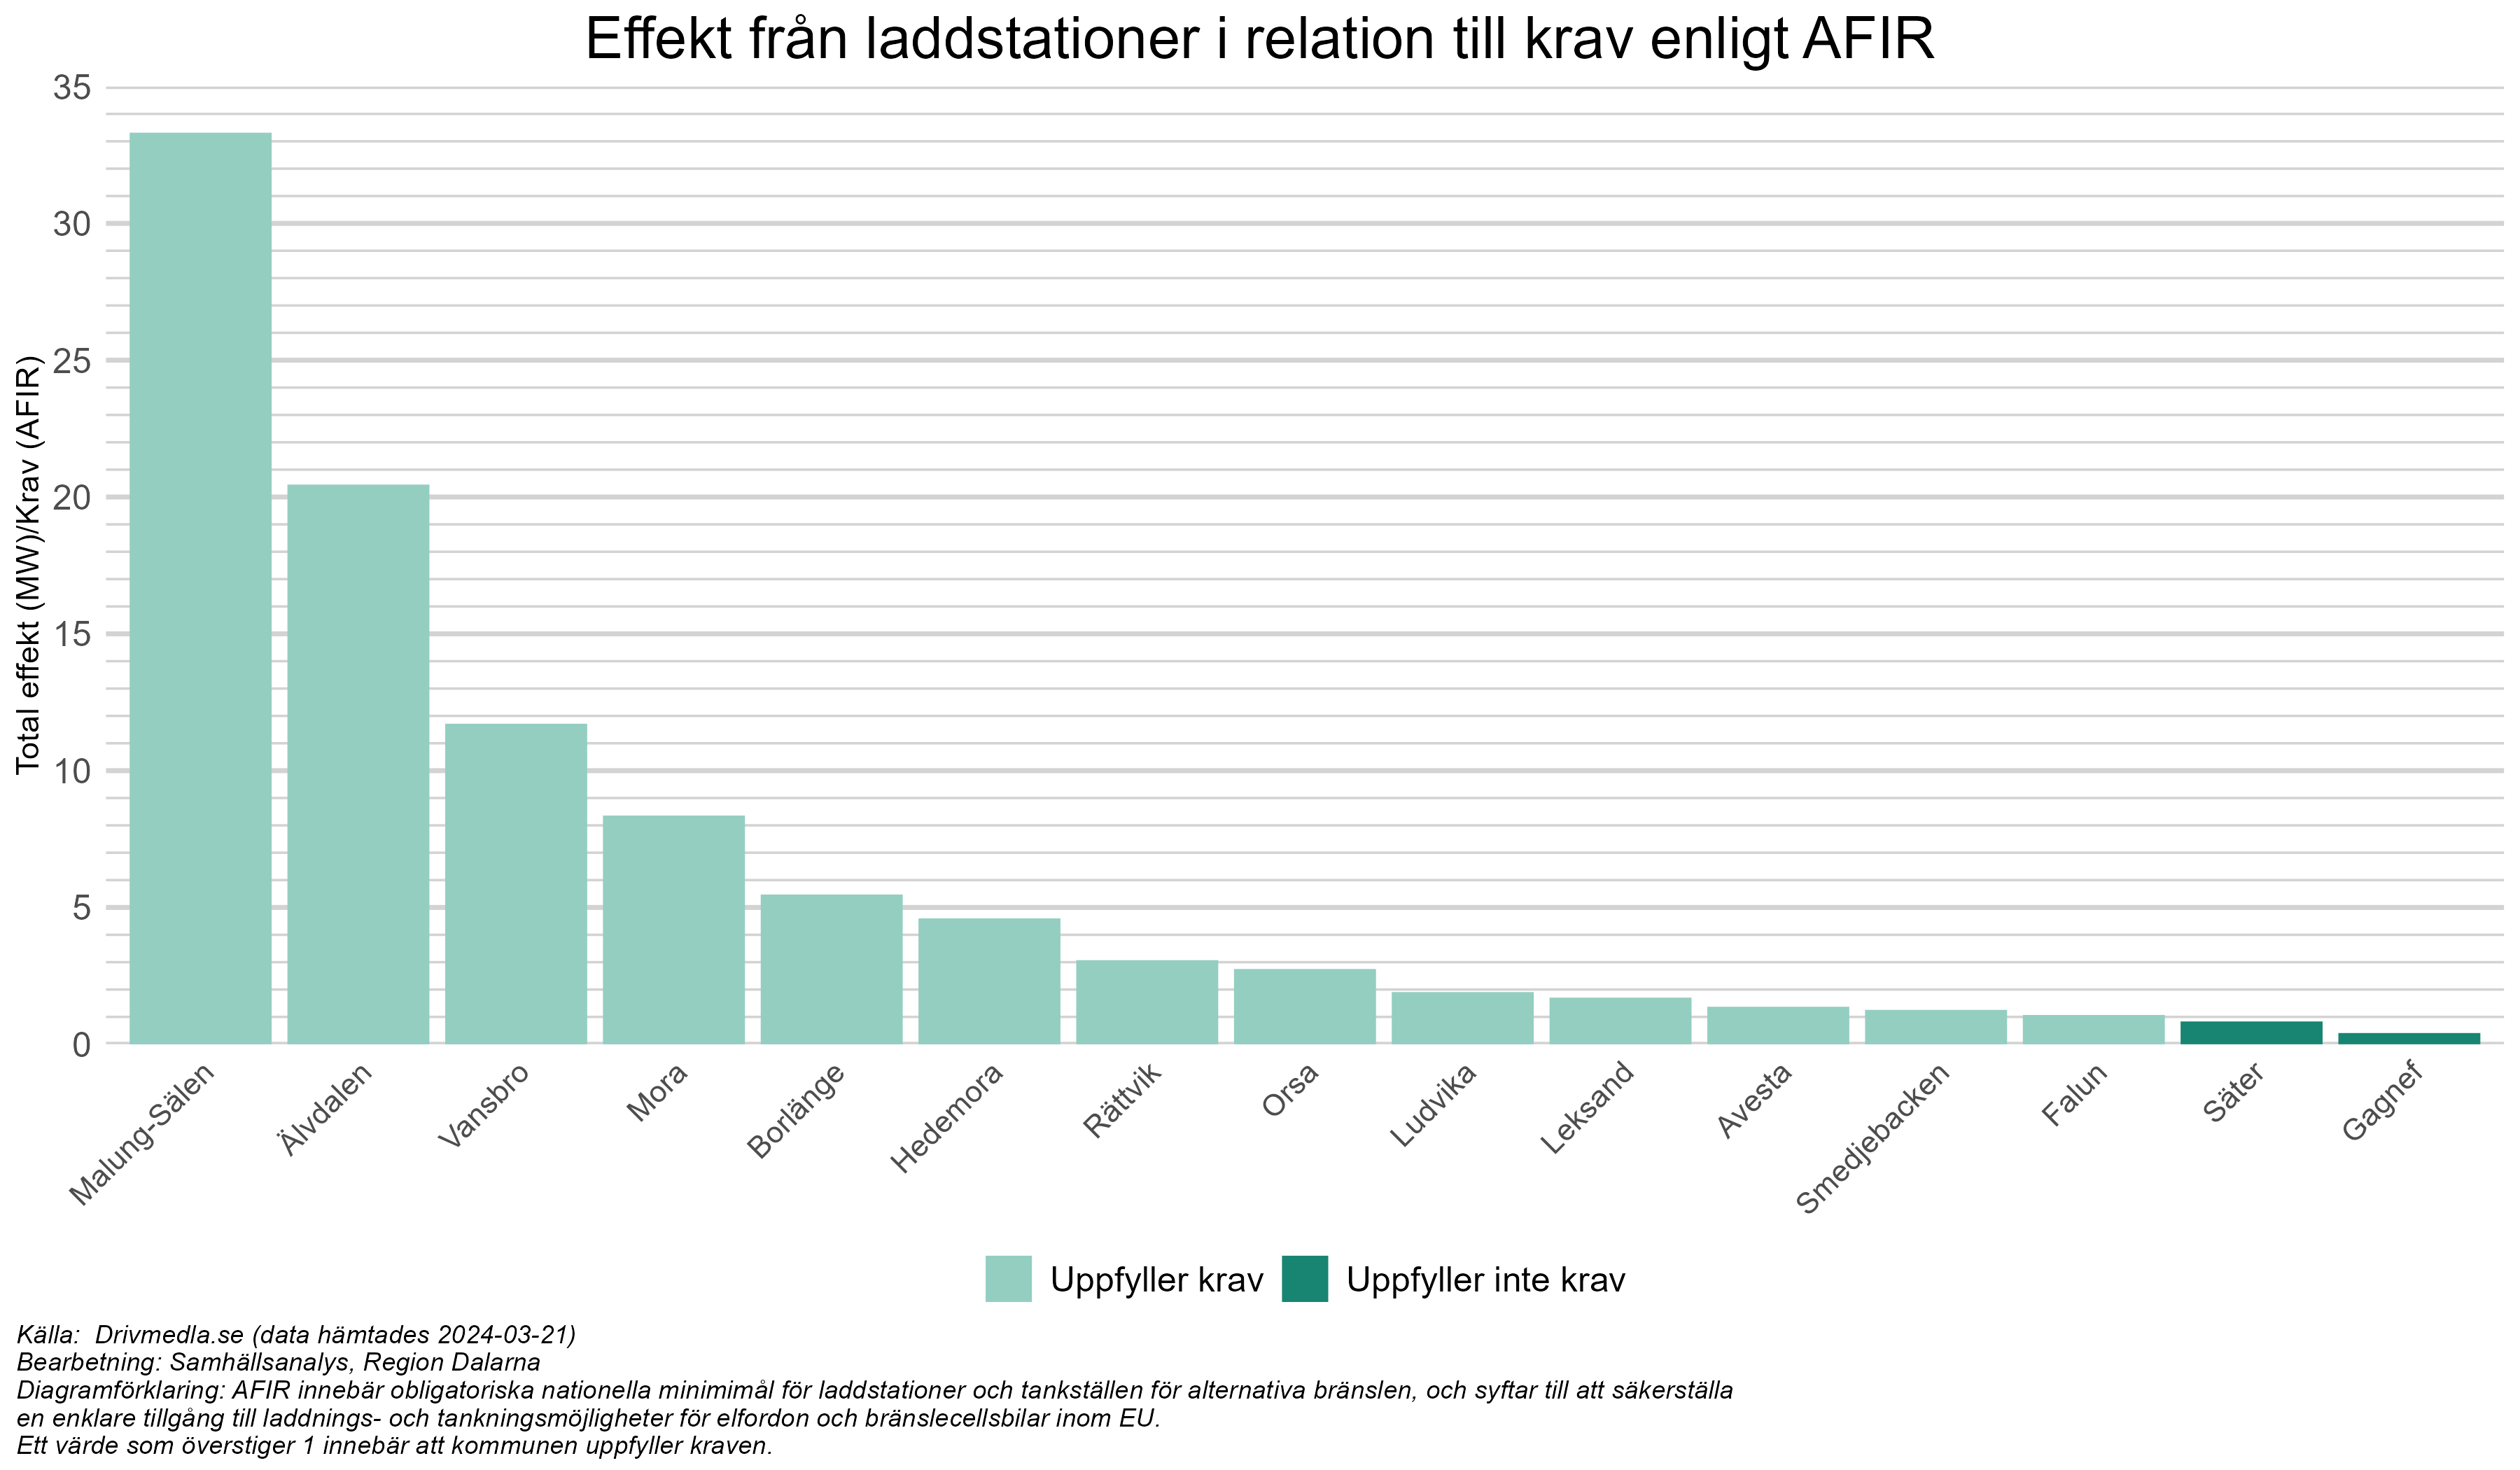 Effekt från laddstationer i relation till krav enligt AFIR
Total effekt (MW)/Krav (AFIR)
35
30
25
20
15
10
5
0
Malung-Sälen
Älvdalen
Vansbro
Mora
Borlänge
Hedemora
Rättvik
Orsa
Ludvika
Leksand
Avesta
Smedjebacken
Falun
Säter
Gagnef
Uppfyller krav
Uppfyller inte krav
Källa:  Drivmedla.se (data hämtades 2024-03-21)
Bearbetning: Samhällsanalys, Region Dalarna
Diagramförklaring: AFIR innebär obligatoriska nationella minimimål för laddstationer och tankställen för alternativa bränslen, och syftar till att säkerställa
en enklare tillgång till laddnings- och tankningsmöjligheter för elfordon och bränslecellsbilar inom EU.
Ett värde som överstiger 1 innebär att kommunen uppfyller kraven.